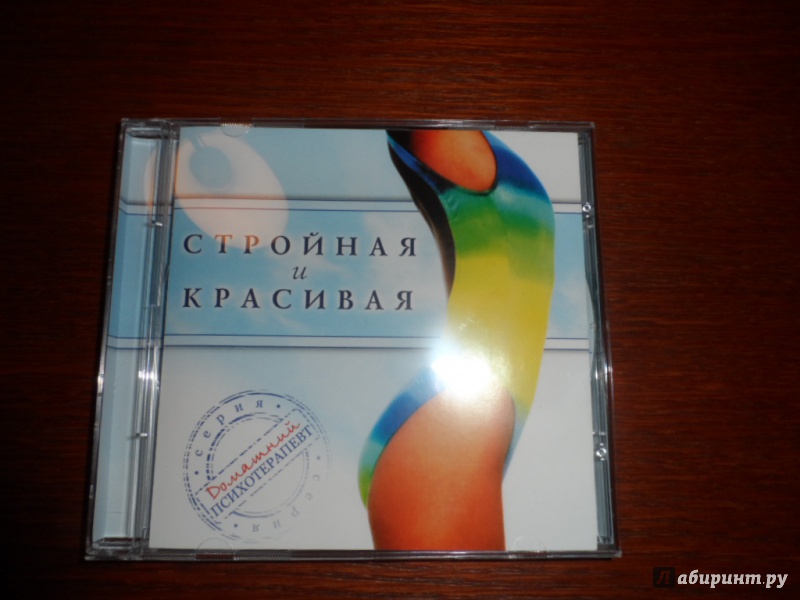 СТРОЙНАЯ
и
КРАСИВАЯ
серия
Домашний
ПСИХОТЕРАПЕВТ
серия
Лабиринт.ру